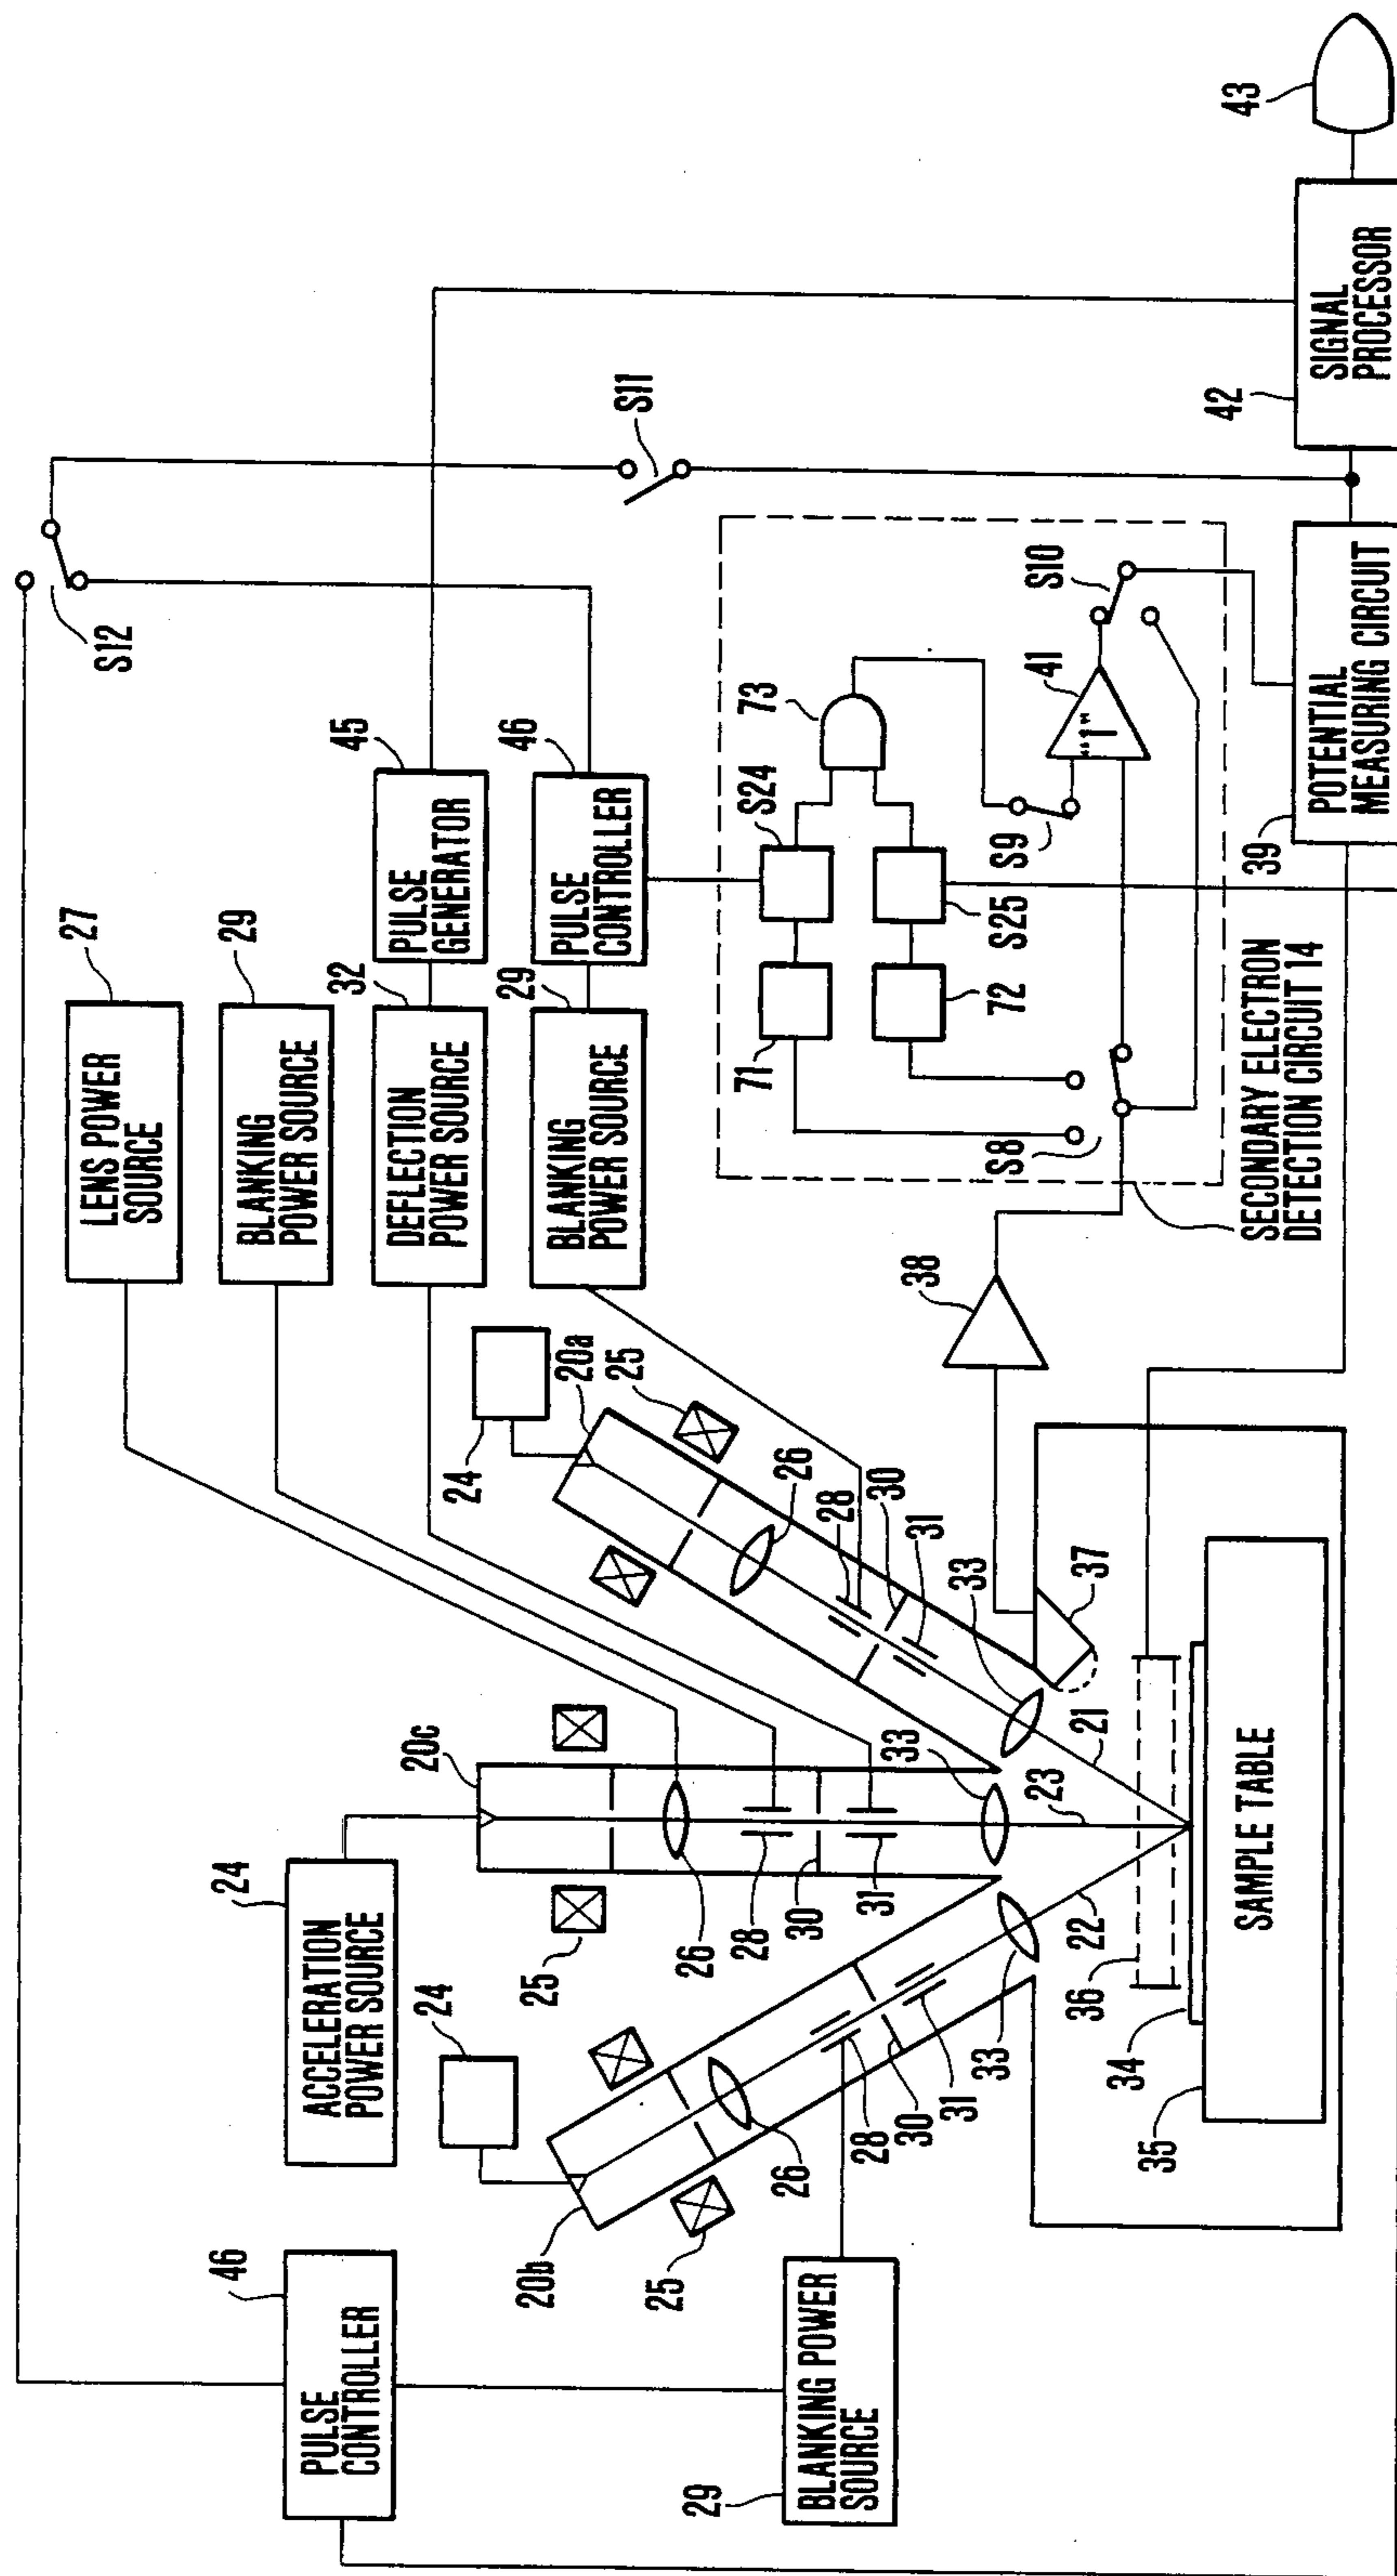 46
PULSE
CONTROLLER
29
BLANKING POWER
SOURCE
24
ACCELERATION
POWER SOURCE
24
20b
25
26
28
30
31
33
20c
25
26
28
30
31
33
24
20a
25
26
28
30
31
33
22
23
21
36
34
35
37
SAMPLE TABLE
27
LENS POWER
SOURCE
29
BLANKING
POWER SOURCE
32
DEFLECTION
POWER SOURCE
29
BLANKING
POWER SOURCE
45
PULSE
GENERATOR
46
PULSE
CONTROLLER
S12
S11
38
71
S24
73
72
S25
S8
S9
41
"1"
S10
SECONDARY ELECTRON
DETECTION CIRCUIT 14
39
POTENTIAL
MEASURING CIRCUIT
42
SIGNAL
PROCESSOR
43